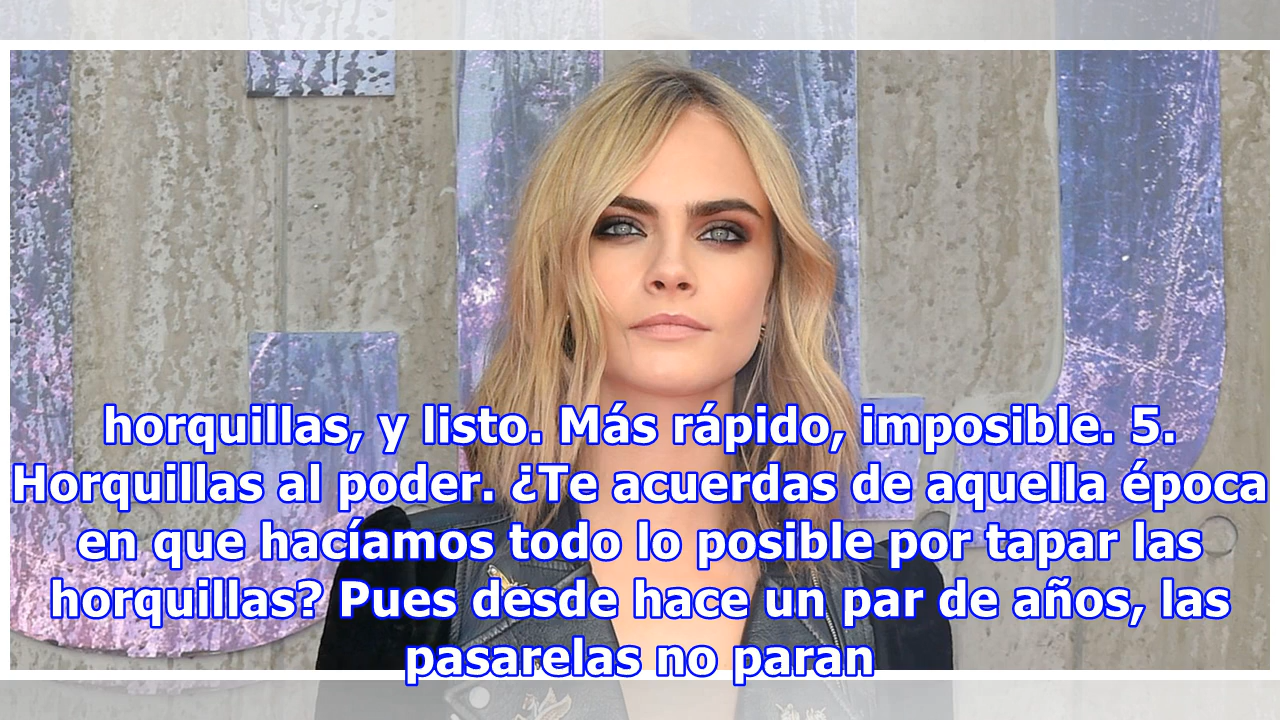 horquillas, y listo. Más rápido, imposible. 5.
Horquillas al poder. ¿Te acuerdas de aquella época
en que hacíamos todo lo posible por tapar las
horquillas? Pues desde hace un par de años, las
pasarelas no paran